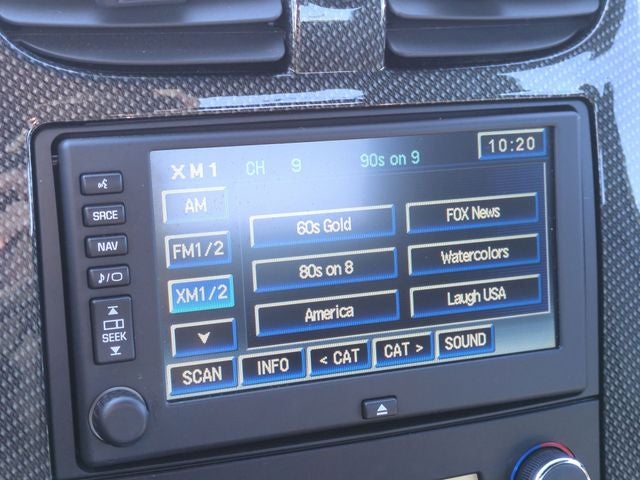 XM1 CH 9 90s on 9 10:20
AM
60s Gold FOX News
FM1/2
80s on 8 Watercolors
XM1/2
America Laugh USA
SCAN INFO < CAT CAT > SOUND
SRCE
NAV
SEEK